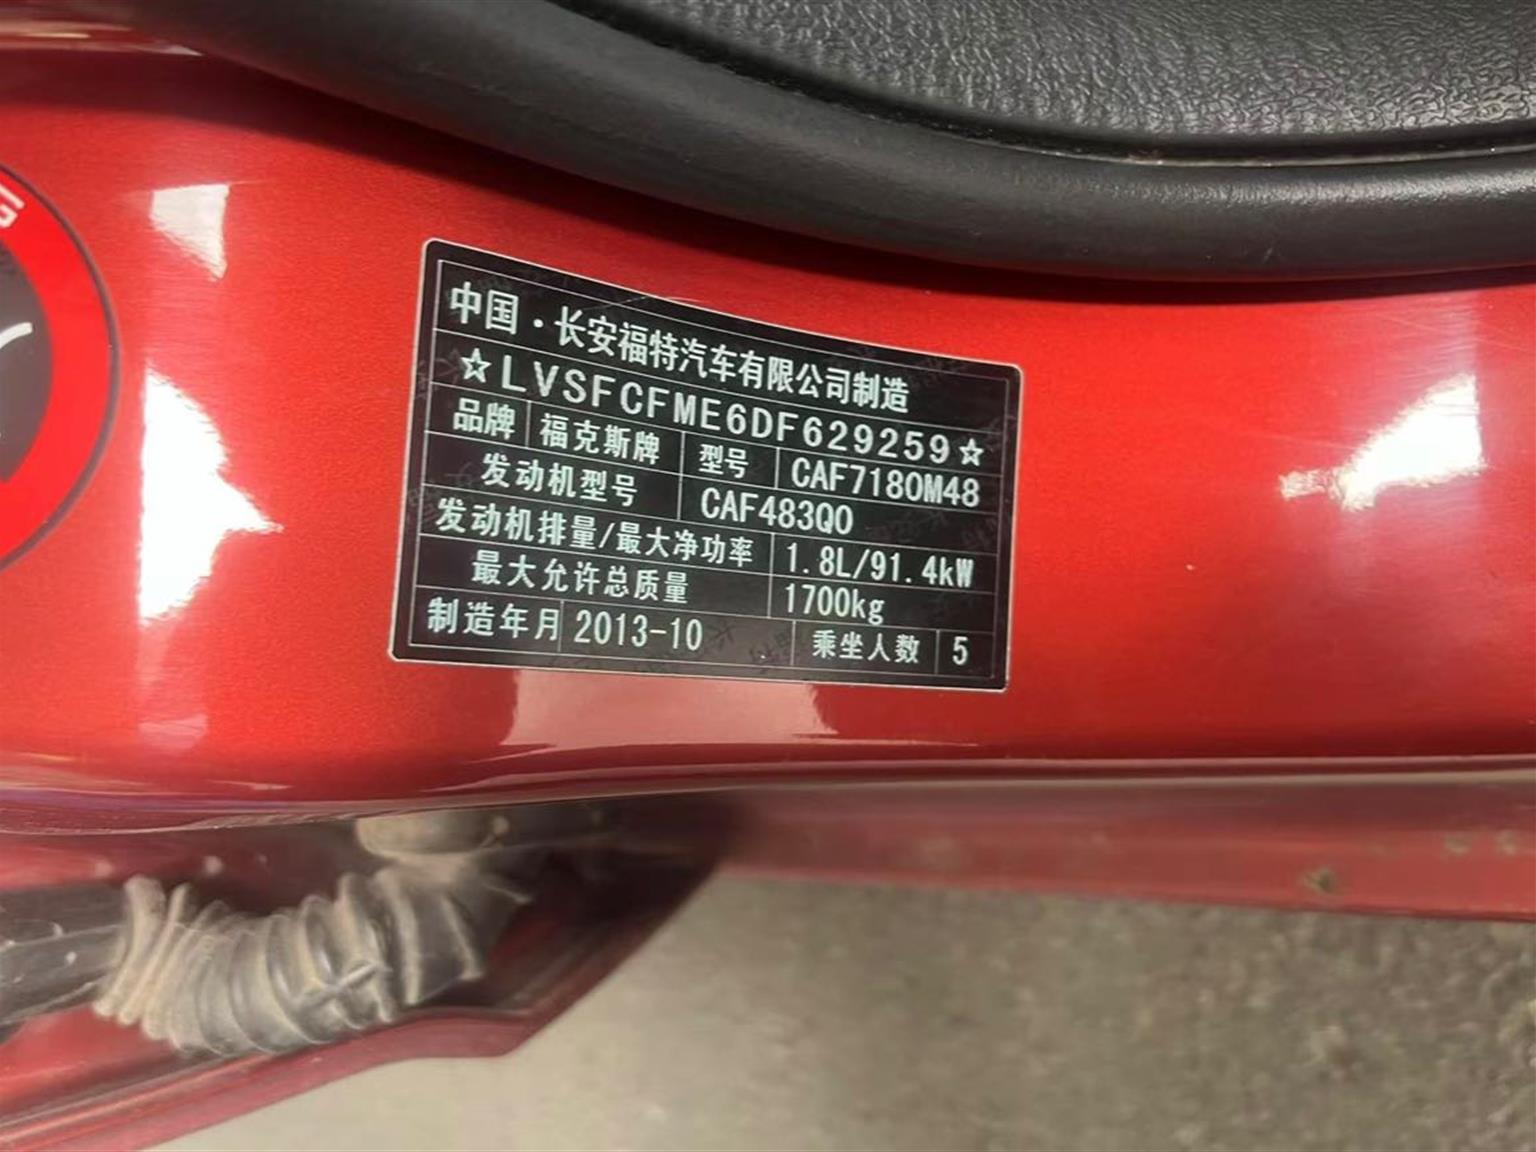 中国·长安福特汽车有限公司制造
☆LVSFCFME6DF629259☆
品牌 福克斯牌 型号 CAF7180M48
发动机型号 CAF483Q0
发动机排量/最大净功率 1.8L/91.4kW
最大允许总质量 1700kg
制造年月 2013-10 乘坐人数 5